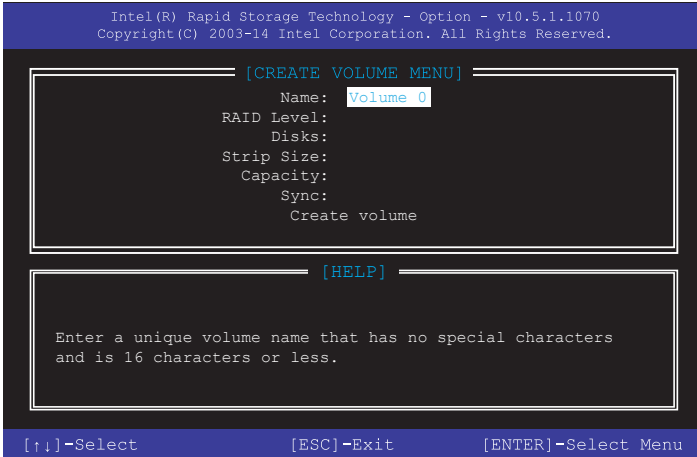 Intel(R) Rapid Storage Technology - Option - v10.5.1.1070
Copyright(C) 2003-14 Intel Corporation. All Rights Reserved.
[CREATE VOLUME MENU]
Name: Volume 0
RAID Level:
Disks:
Strip Size:
Capacity:
Sync:
Create volume
[HELP]
Enter a unique volume name that has no special characters
and is 16 characters or less.
[↑↓]-Select [ESC]-Exit [ENTER]-Select Menu